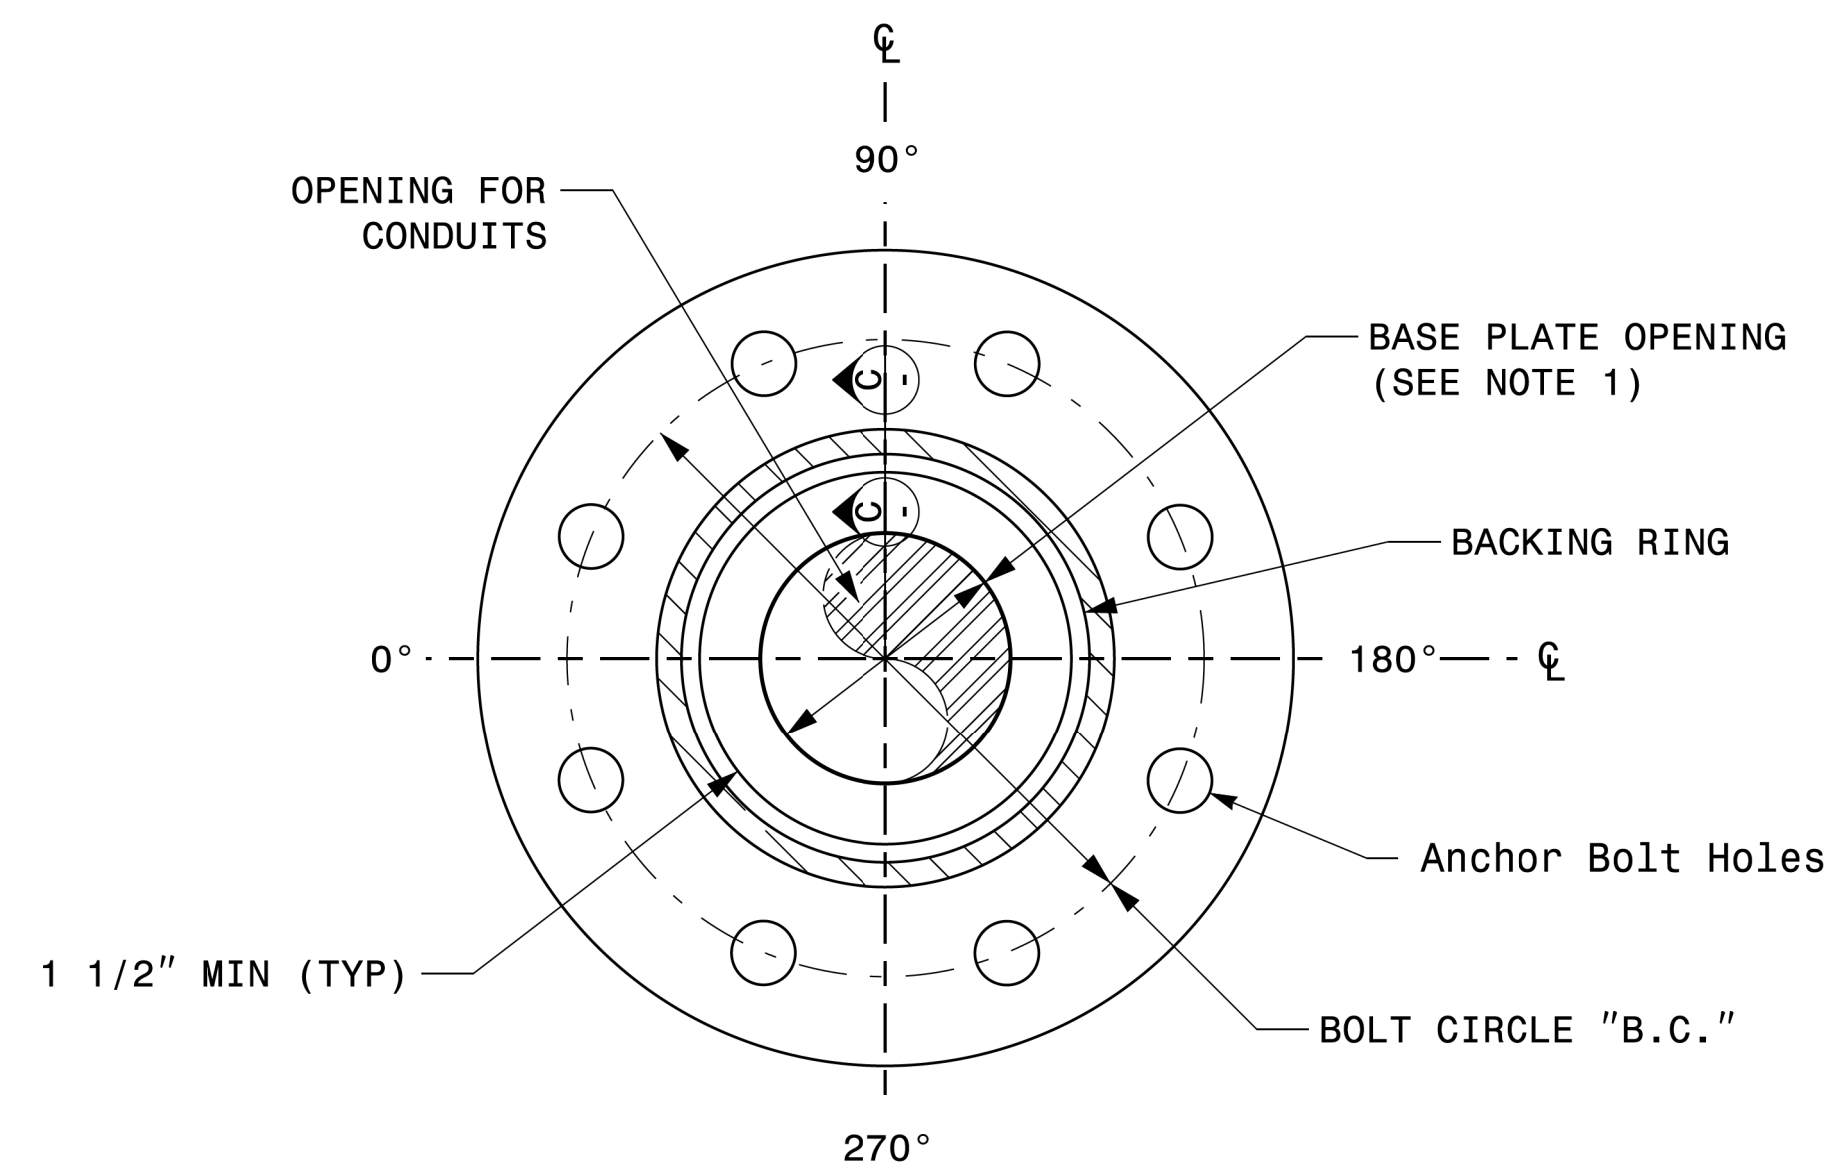 ℄
90°
OPENING FOR
CONDUITS
BASE PLATE OPENING
(SEE NOTE 1)
C -
C -
BACKING RING
0°
180°
℄
Anchor Bolt Holes
1 1/2" MIN (TYP)
BOLT CIRCLE "B.C."
270°